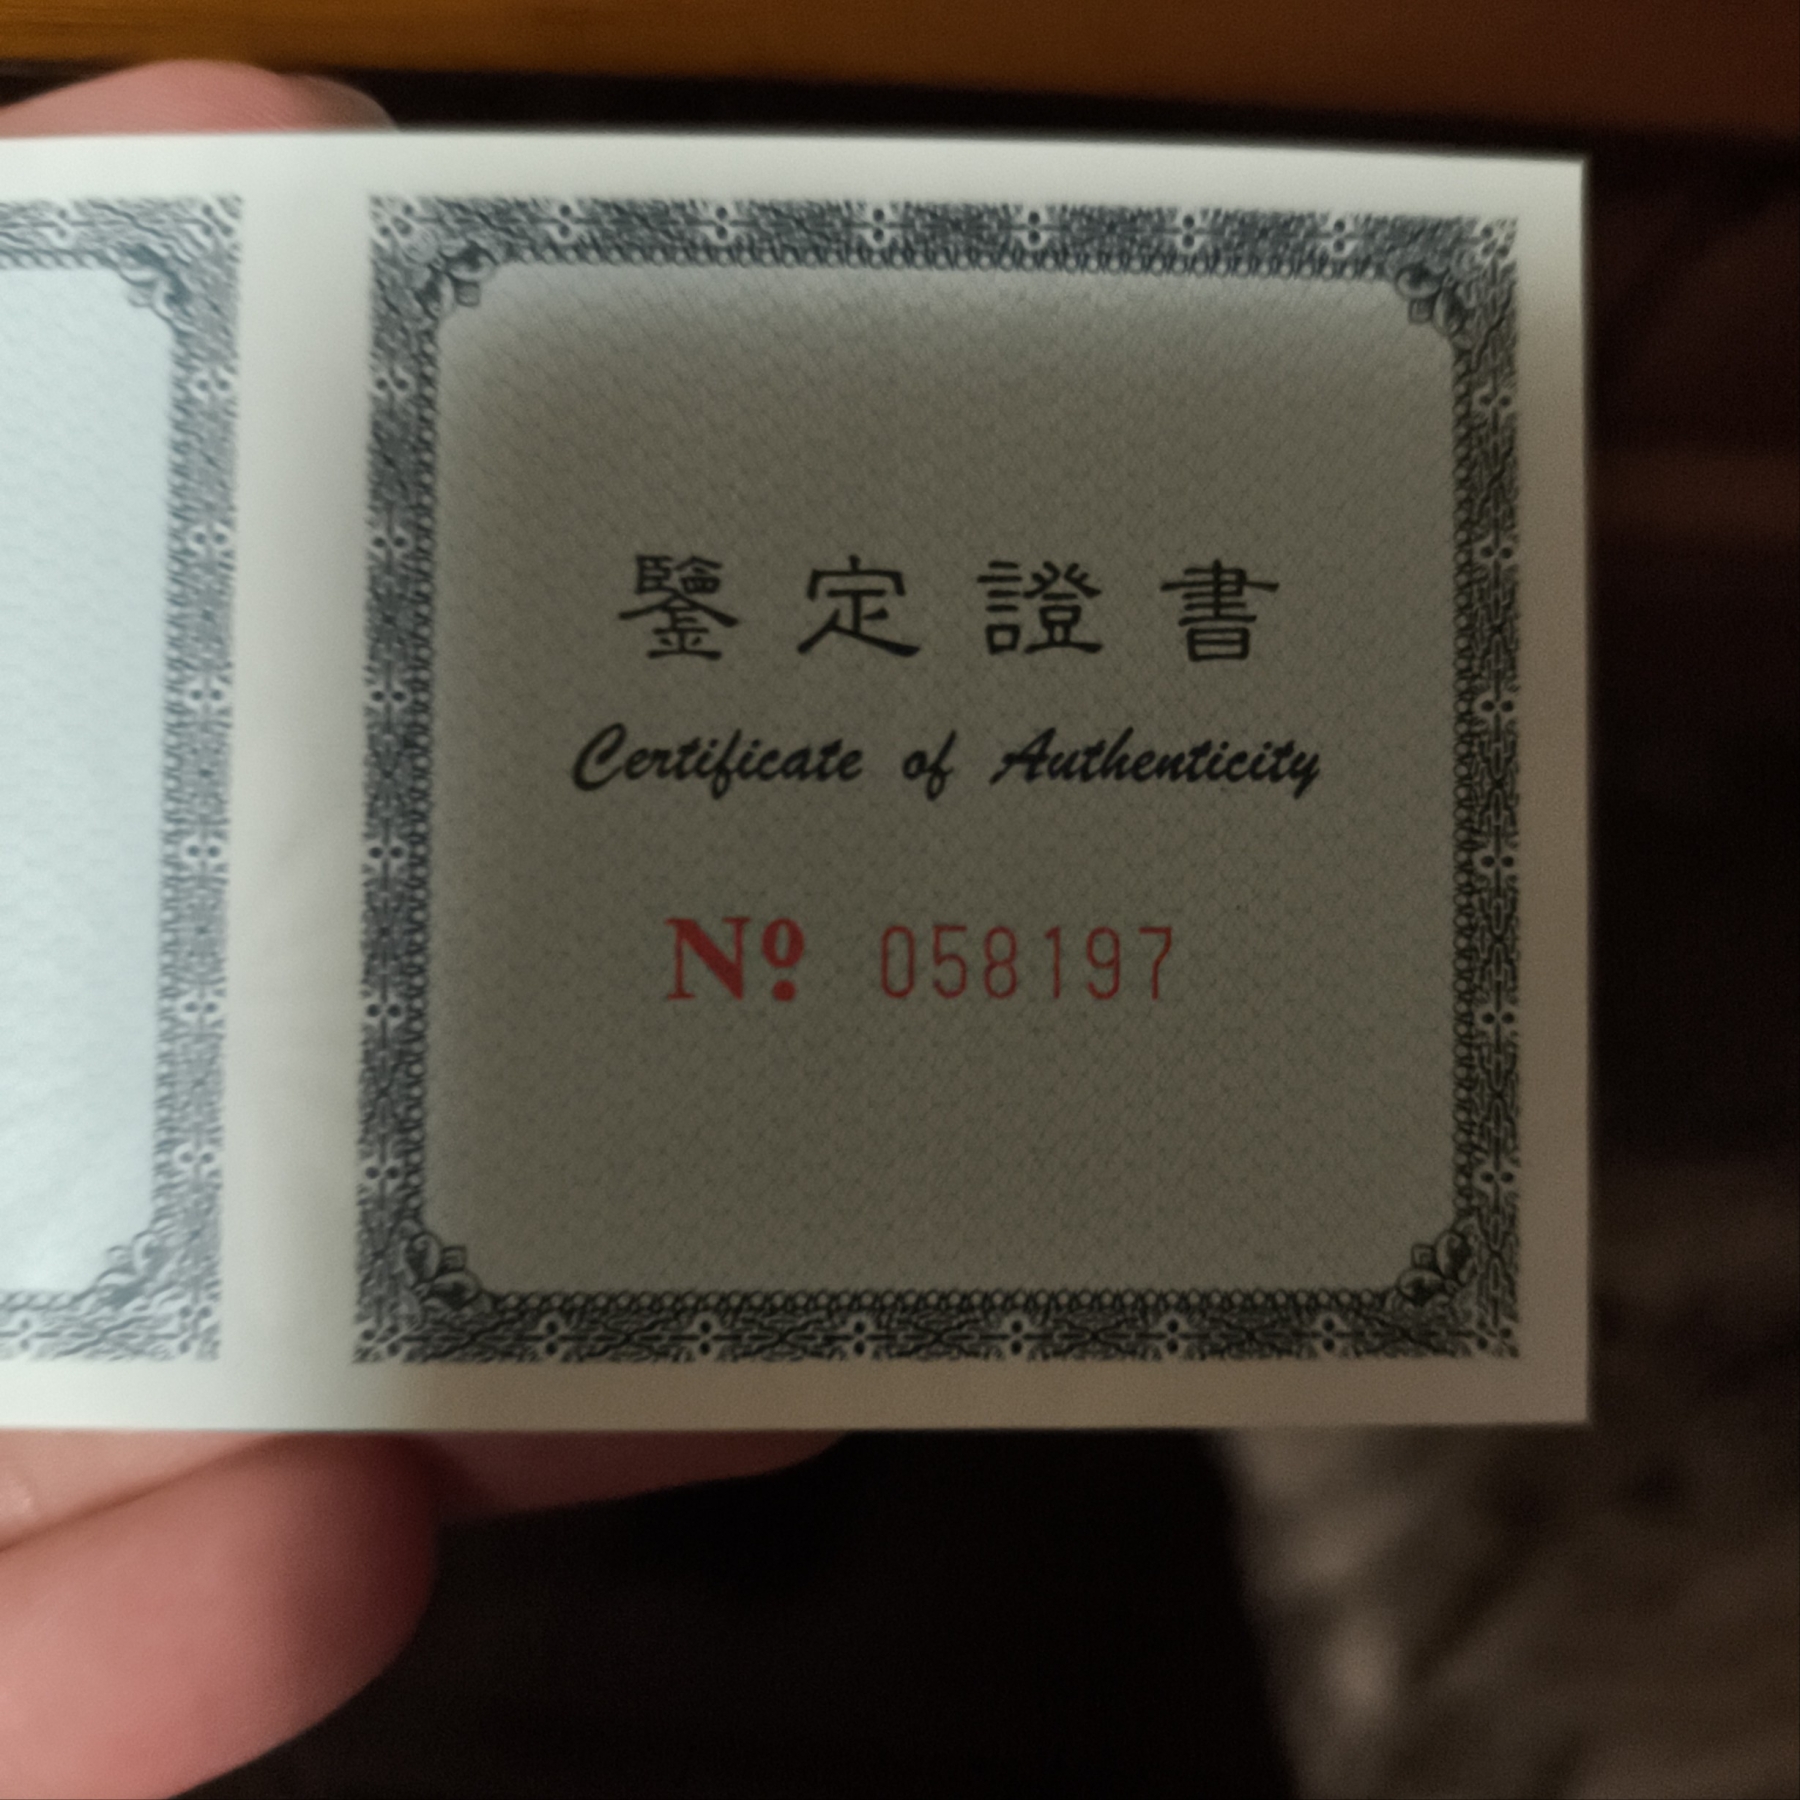 鑒定證書
Certificate of Authenticity
Nº 058197